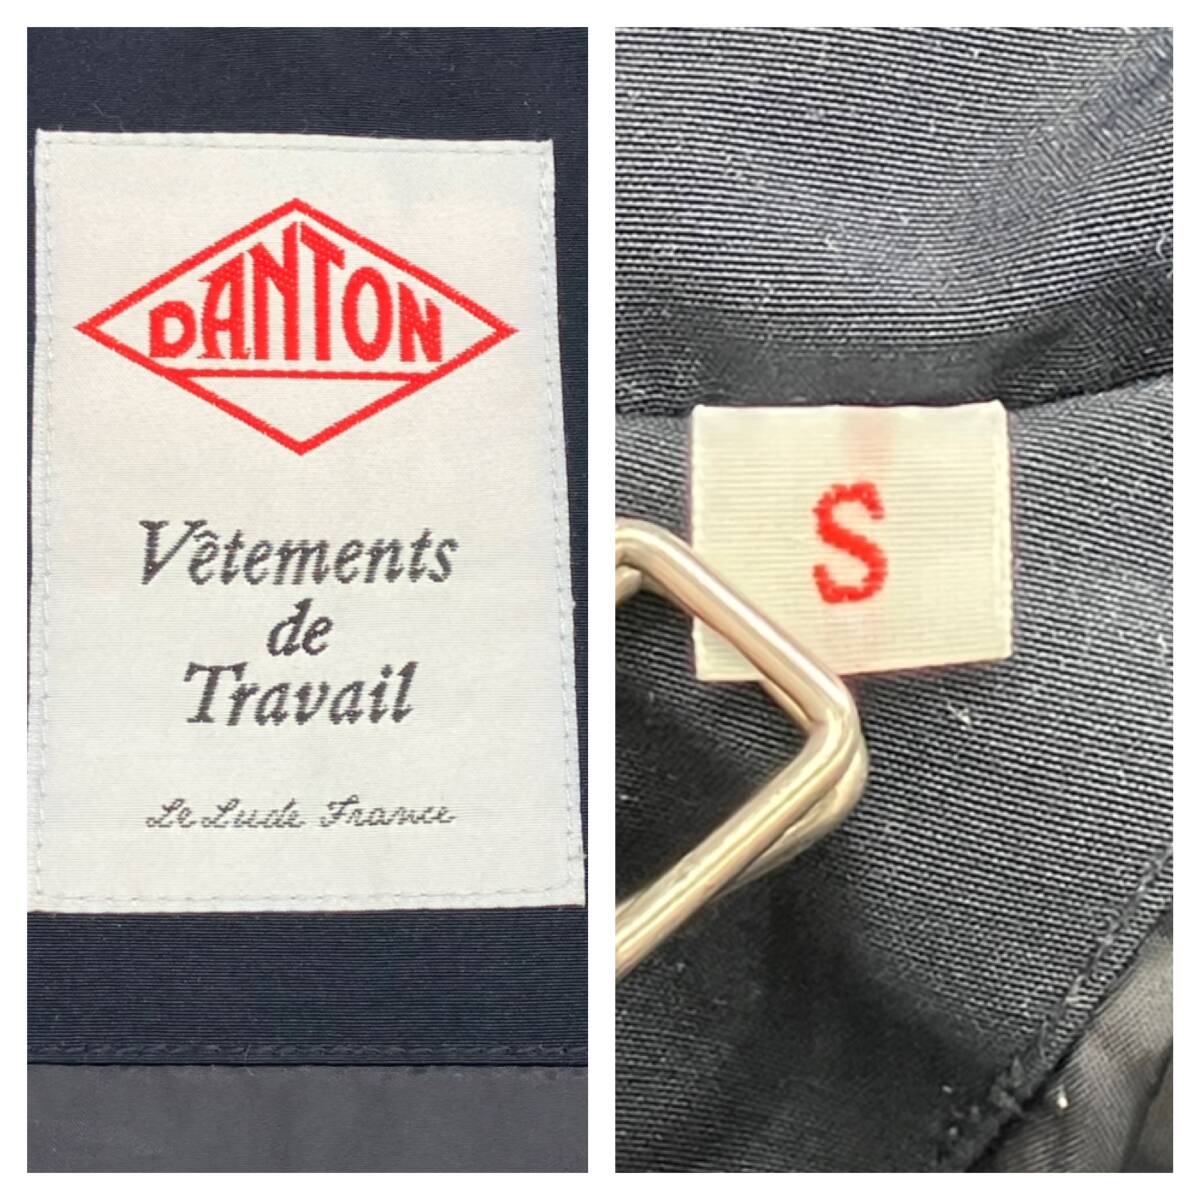 DANTON
Vêtements
de
Travail
Le Lude France
S